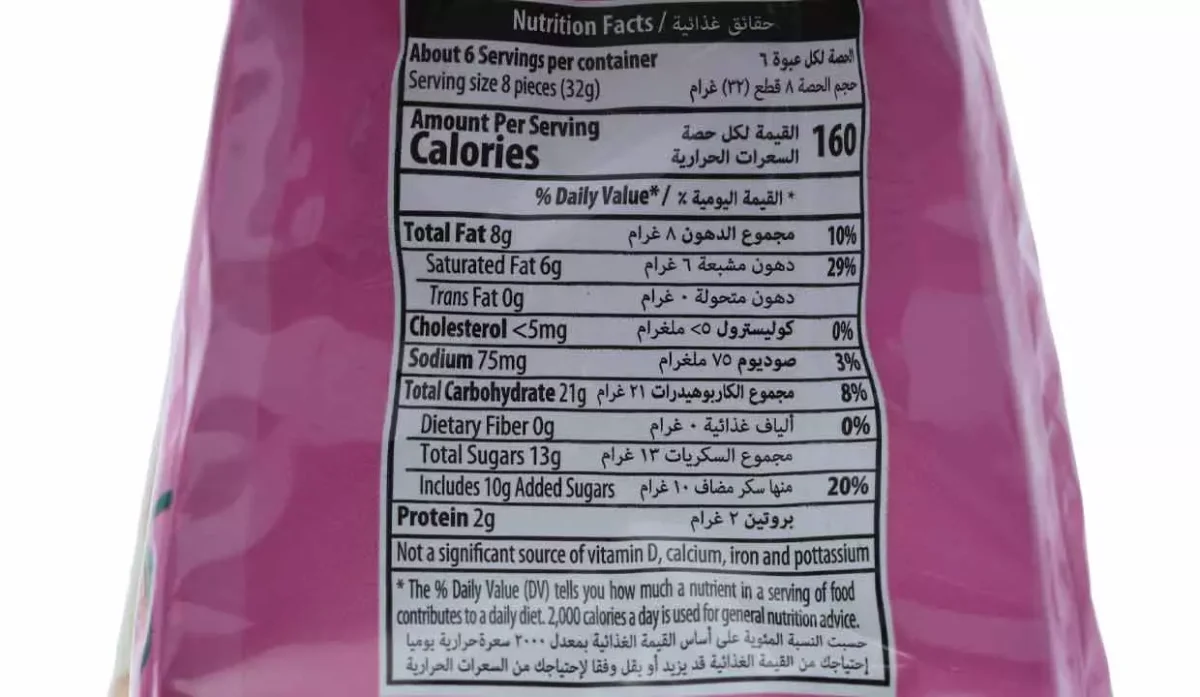 Nutrition Facts / حقائق غذائية
About 6 Servings per container الحصة لكل عبوة ٦
Serving size 8 pieces (32g) حجم الحصة ٨ قطع (٣٢) غرام
Amount Per Serving القيمة لكل حصة
Calories السعرات الحرارية 160
% Daily Value* / القيمة اليومية ٪ *
Total Fat 8g مجموع الدهون ٨ غرام 10%
Saturated Fat 6g دهون مشبعة ٦ غرام 29%
Trans Fat 0g دهون متحولة ٠ غرام
Cholesterol <5mg كوليسترول ٥> ملغرام 0%
Sodium 75mg صوديوم ٧٥ ملغرام 3%
Total Carbohydrate 21g مجموع الكاربوهيدرات ٢١ غرام 8%
Dietary Fiber 0g ألياف غذائية ٠ غرام 0%
Total Sugars 13g مجموع السكريات ١٣ غرام
Includes 10g Added Sugars منها سكر مضاف ١٠ غرام 20%
Protein 2g بروتين ٢ غرام
Not a significant source of vitamin D, calcium, iron and pottassium
* The % Daily Value (DV) tells you how much a nutrient in a serving of food
contributes to a daily diet. 2,000 calories a day is used for general nutrition advice.
حسبت النسبة المئوية على أساس القيمة الغذائية بمعدل ٢٠٠٠ سعرة حرارية يوميا
إحتياجك من القيمة الغذائية قد يزيد أو يقل وفقا لإحتياجك من السعرات الحرارية